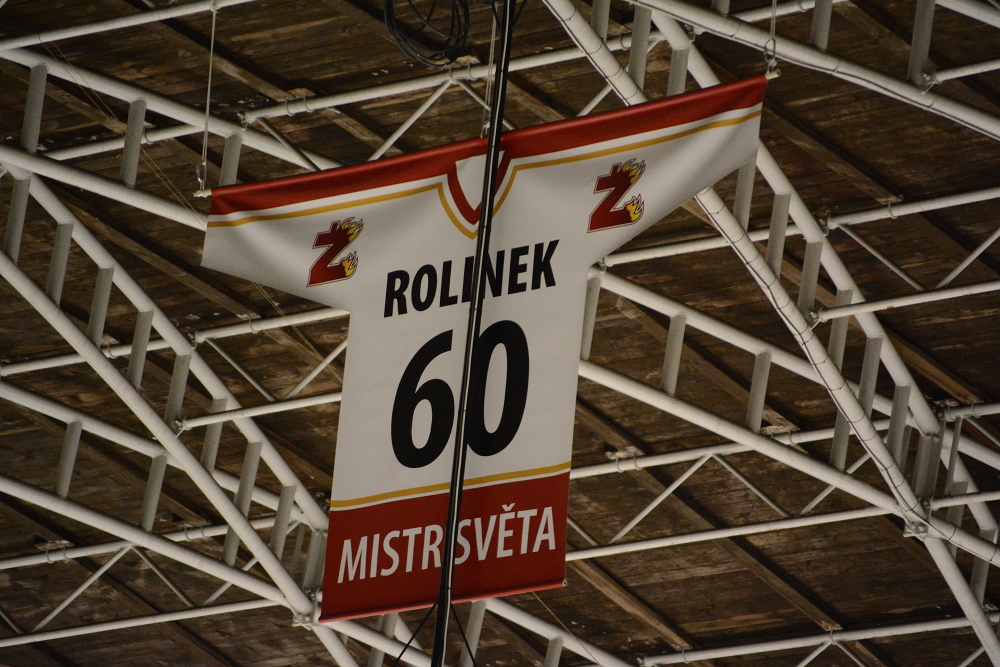 Ž Ž
ROLINEK
60
MISTR SVĚTA